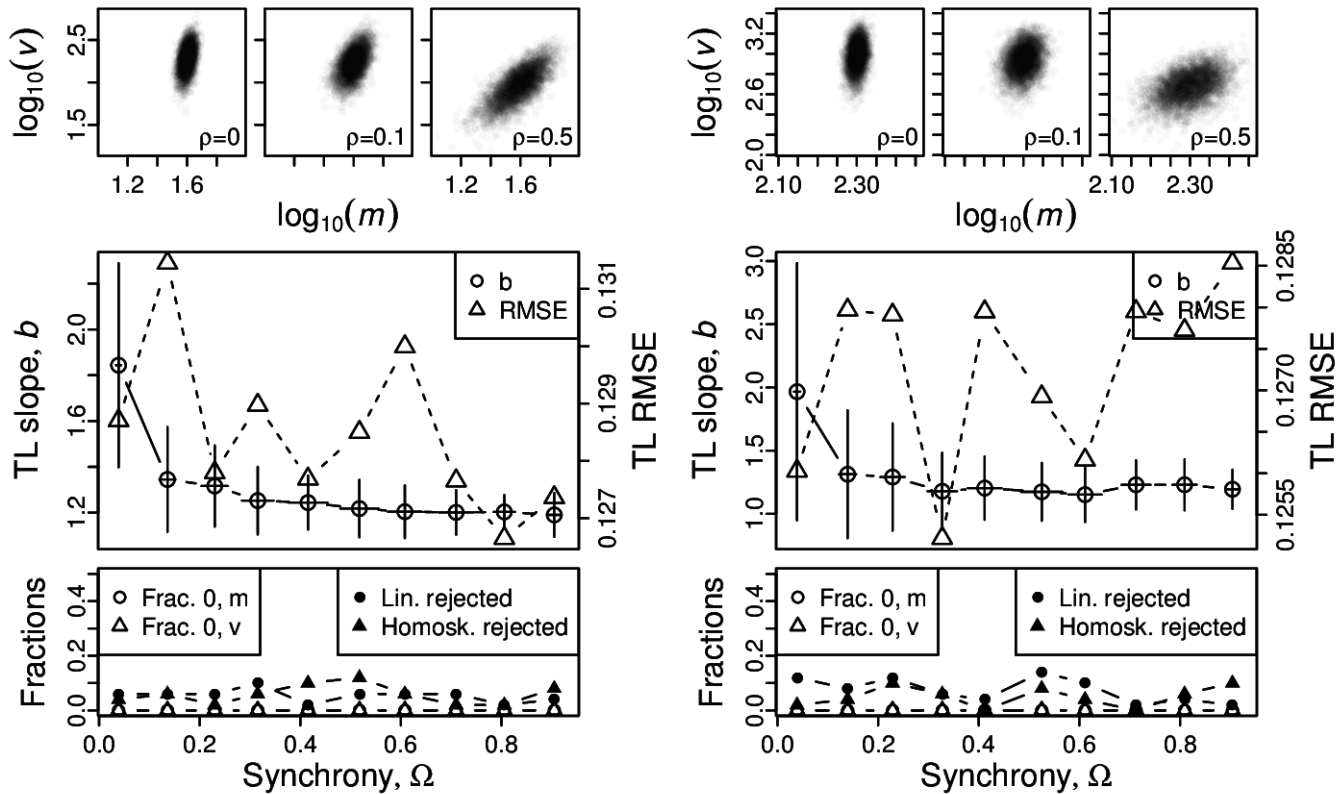 log10(v)
1.5 2.5
ρ=0
ρ=0.1
ρ=0.5
1.2 1.6
1.2 1.6
log10(m)
log10(v)
2.0 2.6 3.2
ρ=0
ρ=0.1
ρ=0.5
2.10 2.30
2.10 2.30
log10(m)
TL slope, b
1.2 1.6 2.0
b
RMSE
0.127 0.129 0.131
TL RMSE
TL slope, b
1.0 1.5 2.0 2.5 3.0
b
RMSE
0.1255 0.1270 0.1285
TL RMSE
Fractions
0.0 0.2 0.4
Frac. 0, m
Frac. 0, v
Lin. rejected
Homosk. rejected
0.0 0.2 0.4 0.6 0.8
Synchrony, Ω
Fractions
0.0 0.2 0.4
Frac. 0, m
Frac. 0, v
Lin. rejected
Homosk. rejected
0.0 0.2 0.4 0.6 0.8
Synchrony, Ω